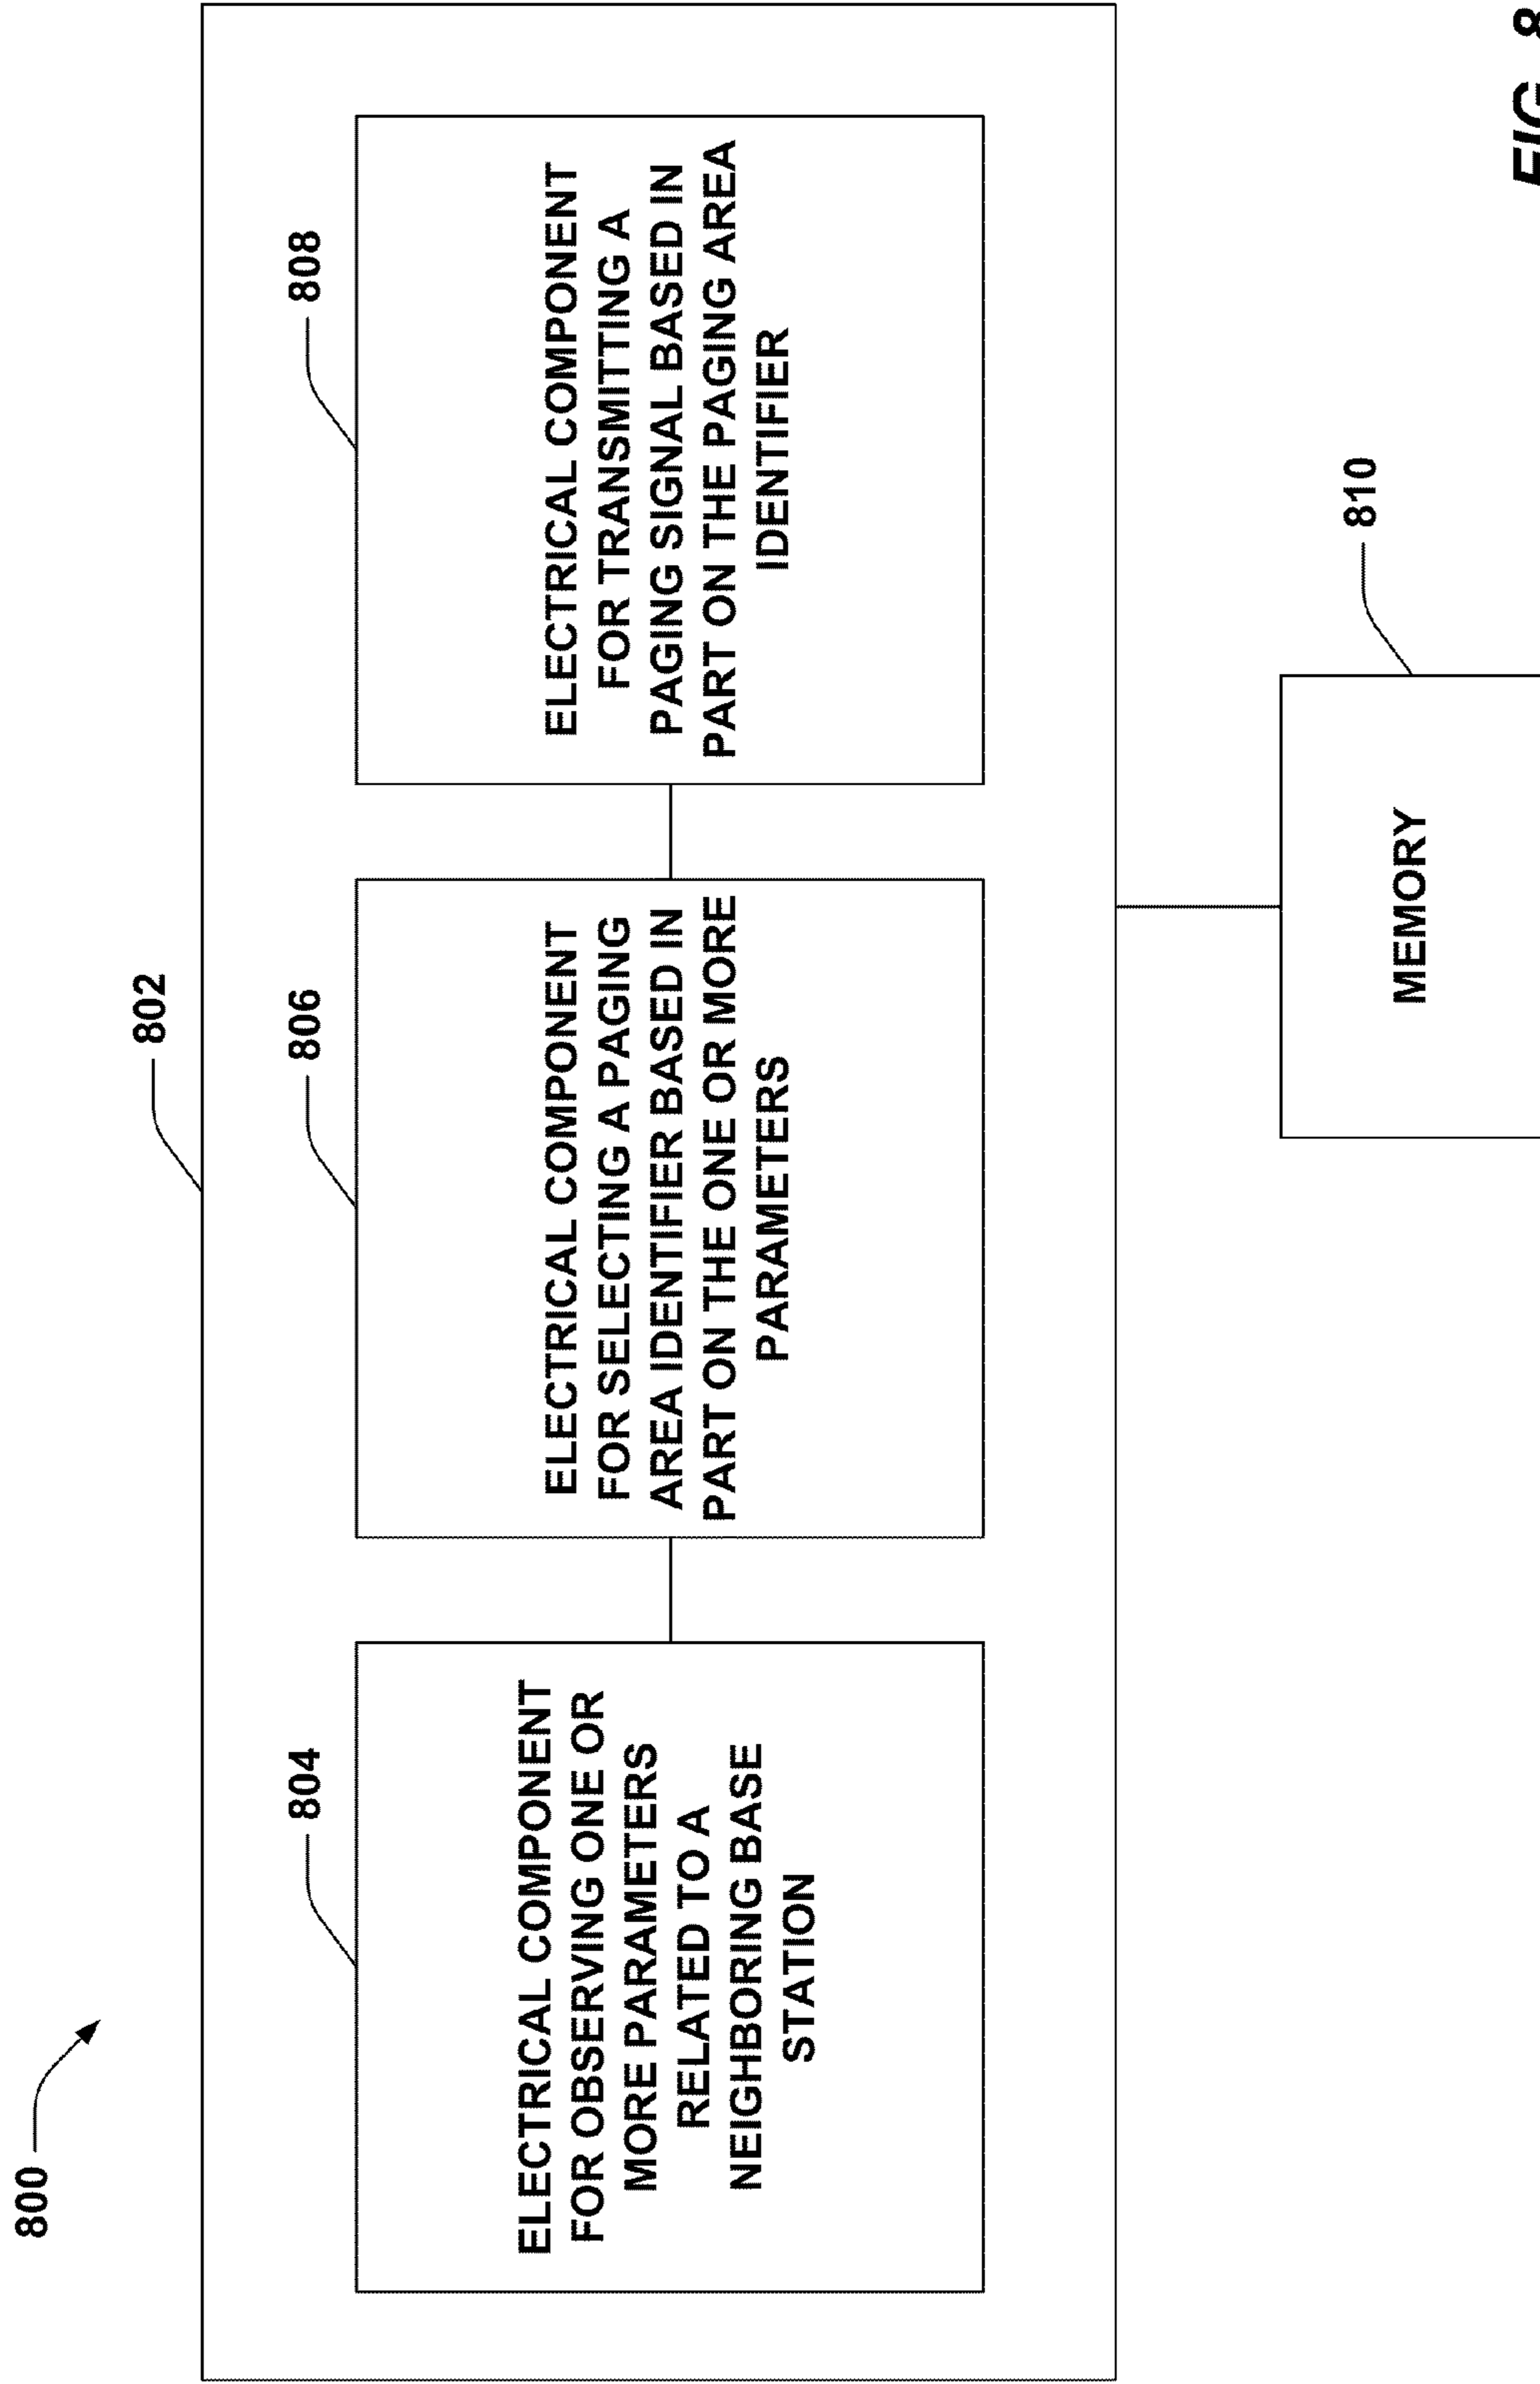 800
802
804
ELECTRICAL COMPONENT
FOR OBSERVING ONE OR
MORE PARAMETERS
RELATED TO A
NEIGHBORING BASE
STATION
806
ELECTRICAL COMPONENT
FOR SELECTING A PAGING
AREA IDENTIFIER BASED IN
PART ON THE ONE OR MORE
PARAMETERS
808
ELECTRICAL COMPONENT
FOR TRANSMITTING A
PAGING SIGNAL BASED IN
PART ON THE PAGING AREA
IDENTIFIER
810
MEMORY
FIG. 8